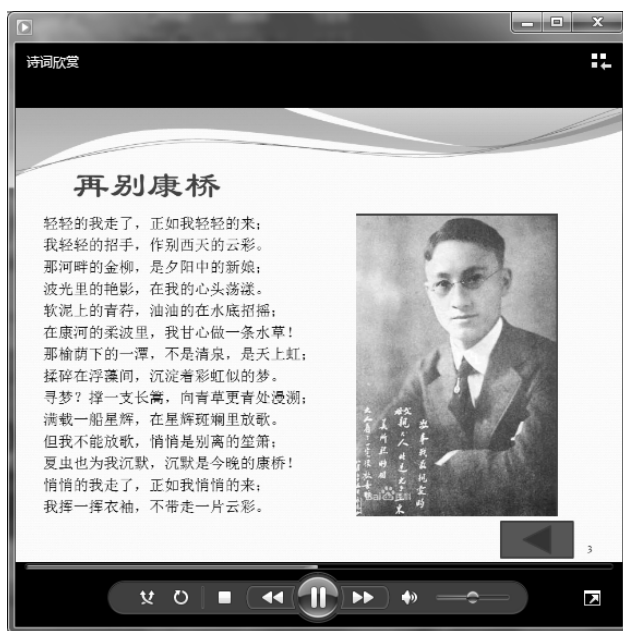 诗词欣赏
再别康桥
轻轻的我走了，正如我轻轻的来；
我轻轻的招手，作别西天的云彩。
那河畔的金柳，是夕阳中的新娘；
波光里的艳影，在我的心头荡漾。
软泥上的青荇，油油的在水底招摇；
在康河的柔波里，我甘心做一条水草！
那榆荫下的一潭，不是清泉，是天上虹；
揉碎在浮藻间，沉淀着彩虹似的梦。
寻梦？撑一支长篙，向青草更青处漫溯；
满载一船星辉，在星辉斑斓里放歌。
但我不能放歌，悄悄是别离的笙箫；
夏虫也为我沉默，沉默是今晚的康桥！
悄悄的我走了，正如我悄悄的来；
我挥一挥衣袖，不带走一片云彩。
3